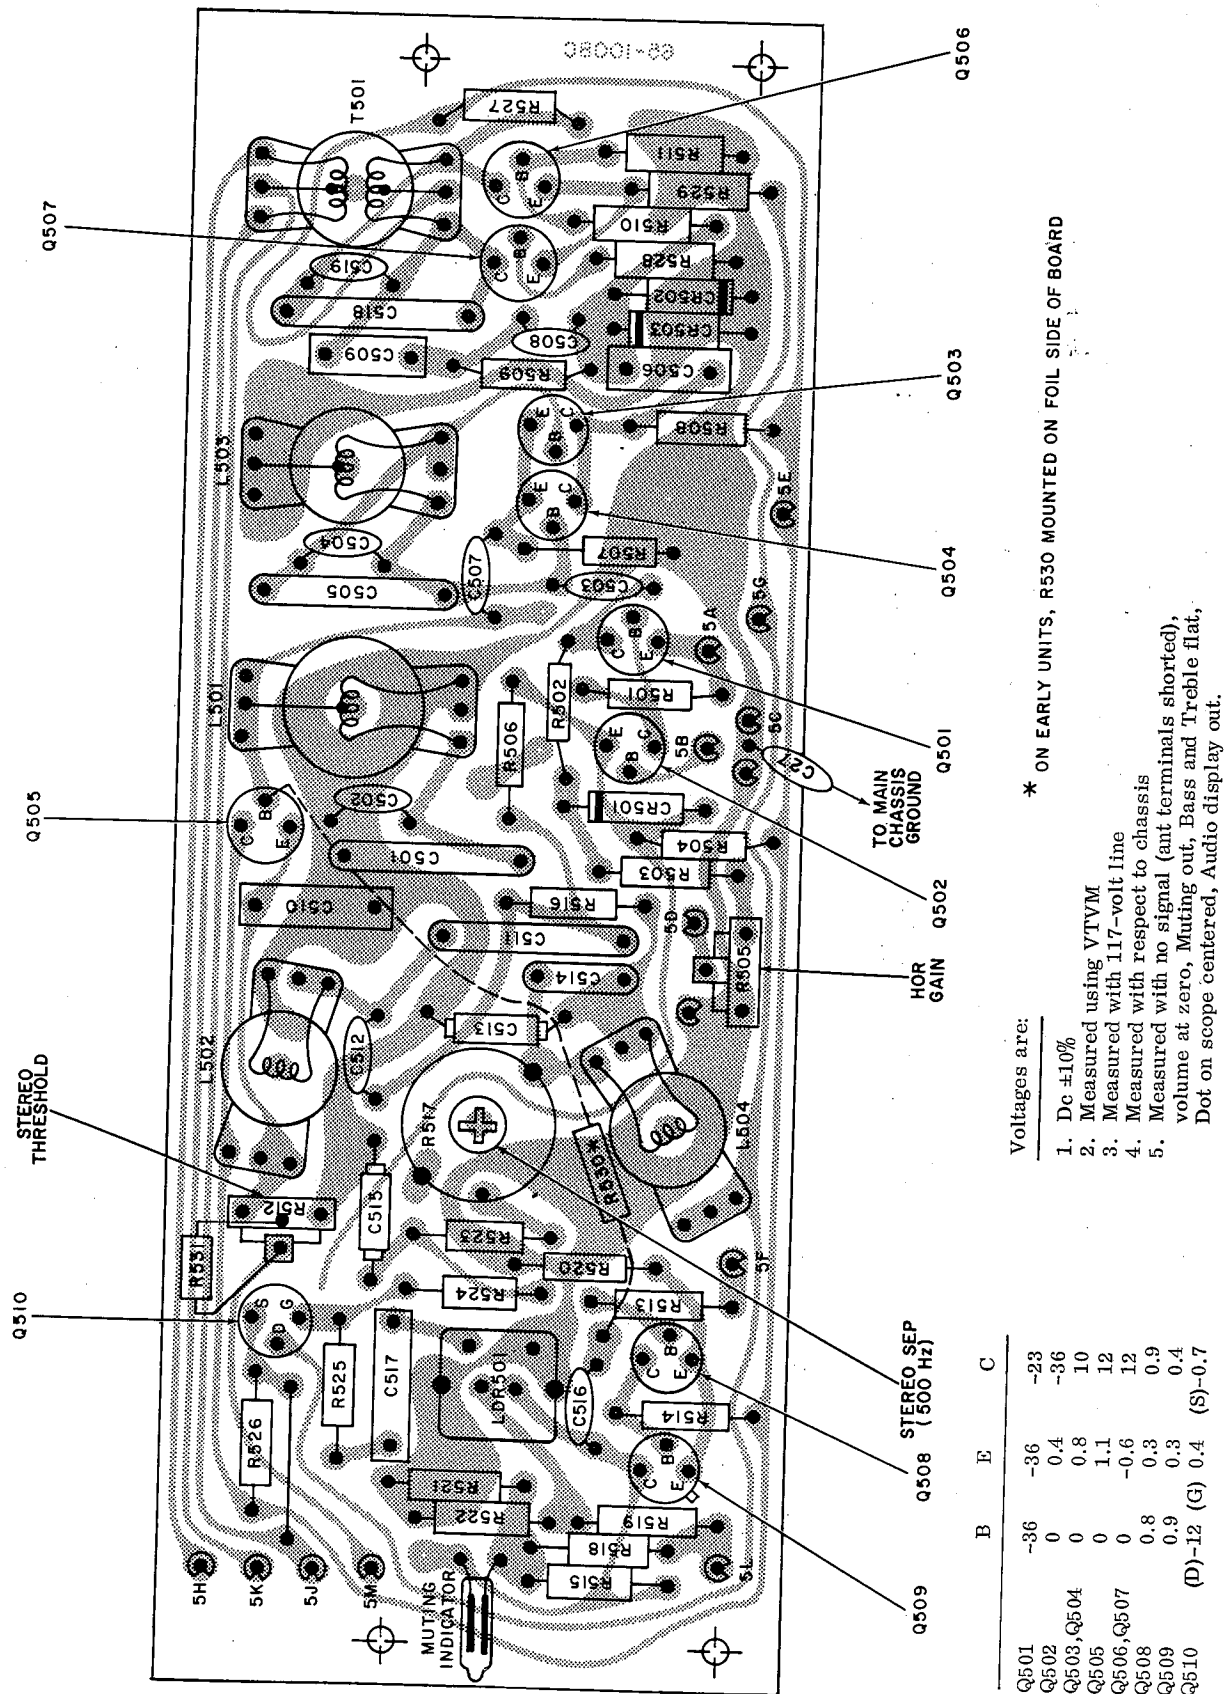 68-1008C
Q506
T501
R527
R511
R529
C
B
E
Q507
R510
R528
CR502
CR503
C506
C
B
E
C519
C518
C509
C508
R509
Q503
L503
E
B
C
R508
E
B
C
5E
C504
C505
C507
R507
C503
Q504
5G
5A
L501
C
B
E
R502
R501
R506
E
B
C
5B
5C
C27
Q501
TO MAIN
CHASSIS
GROUND
Q505
C
B
E
C502
C501
CR501
R504
R503
Q502
C510
R516
C511
5D
C514
R505
HOR
GAIN
L502
C512
C513
STEREO
THRESHOLD
R517
R530*
L504
R512
R531
C515
R523
R520
R524
5F
Q510
S
G
D
R513
R525
C517
LDR501
C516
C
B
E
R514
STEREO SEP
(500 Hz)
R526
R521
R522
C
B
E
Q508
R519
R518
R515
5H
5K
5J
5M
5L
MUTING
INDICATOR
Q509
* ON EARLY UNITS, R530 MOUNTED ON FOIL SIDE OF BOARD
Voltages are:
1. Dc ±10%
2. Measured using VTVM
3. Measured with 117-volt line
4. Measured with respect to chassis
5. Measured with no signal (ant terminals shorted),
volume at zero, Muting out, Bass and Treble flat,
Dot on scope centered, Audio display out.
B E C
Q501 -36 -36 -23
Q502 0 0.4 -36
Q503,Q504 0 0.8 10
Q505 0 1.1 12
Q506,Q507 0 -0.6 12
Q508 0.8 0.3 0.9
Q509 0.9 0.3 0.4
Q510 (D)-12 (G) 0.4 (S)-0.7